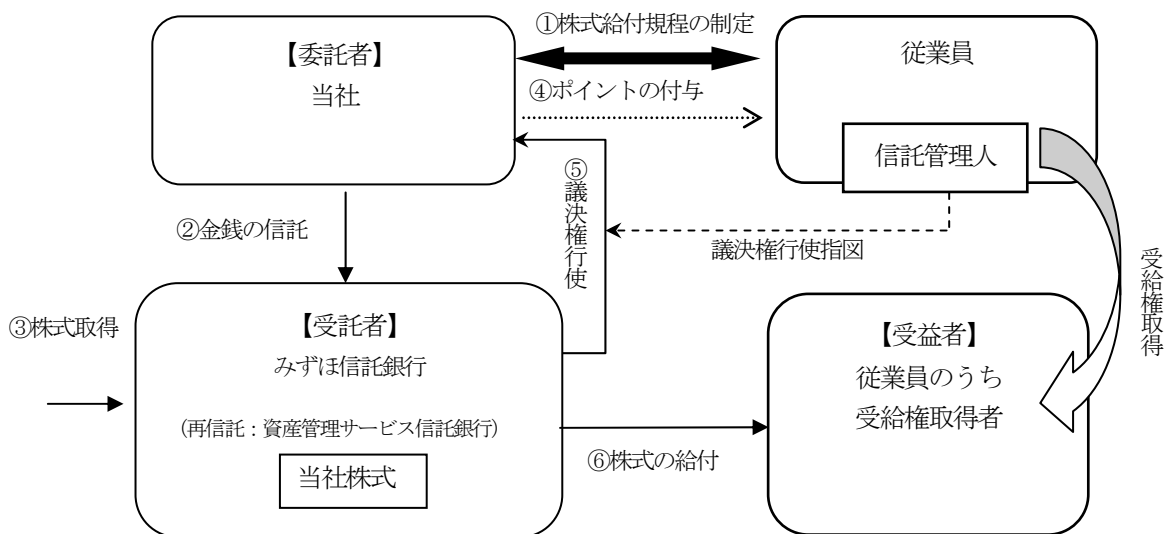 ①株式給付規程の制定
【委託者】
当社
従業員
④ポイントの付与
信託管理人
⑤議決権行使
②金銭の信託
議決権行使指図
受給権取得
③株式取得
【受託者】
みずほ信託銀行
(再信託：資産管理サービス信託銀行)
当社株式
【受益者】
従業員のうち
受給権取得者
⑥株式の給付